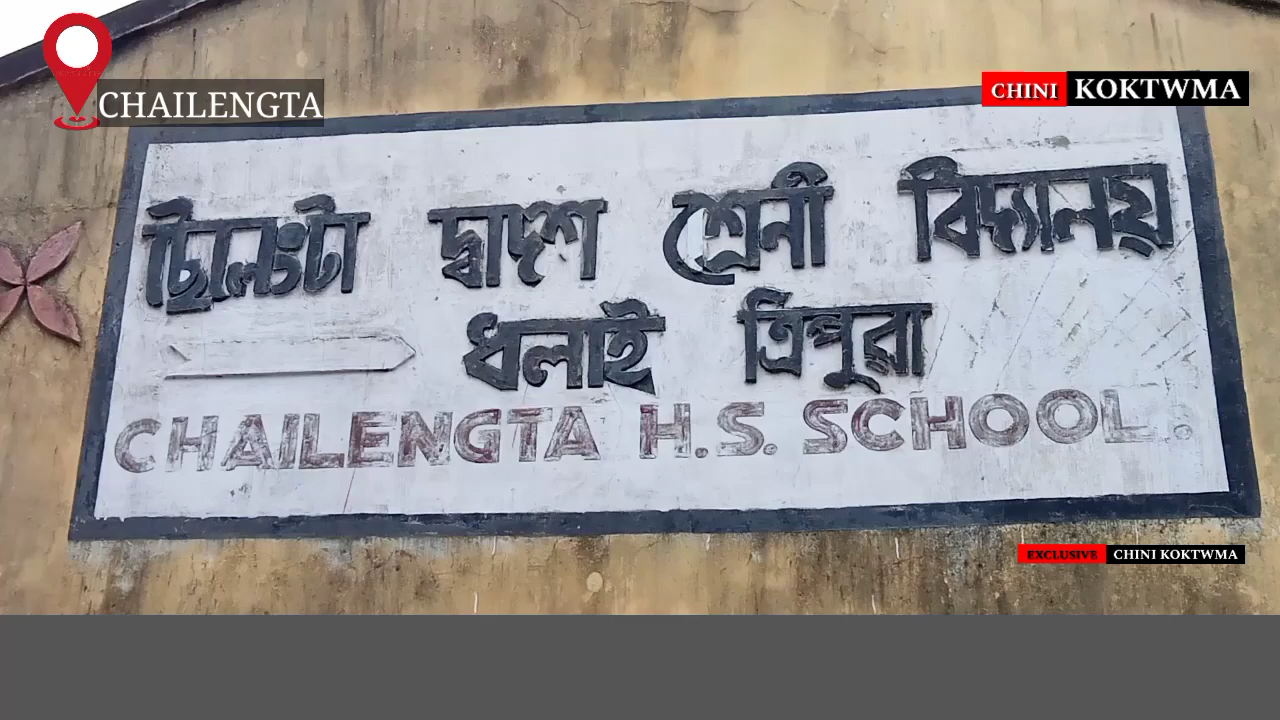 CHAILENGTA
CHINI KOKTWMA
ছৈলেংটা দ্বাদশ শ্রেনী বিদ্যালয়
ধলাই ত্রিপুরা
CHAILENGTA H.S. SCHOOL.
EXCLUSIVE CHINI KOKTWMA